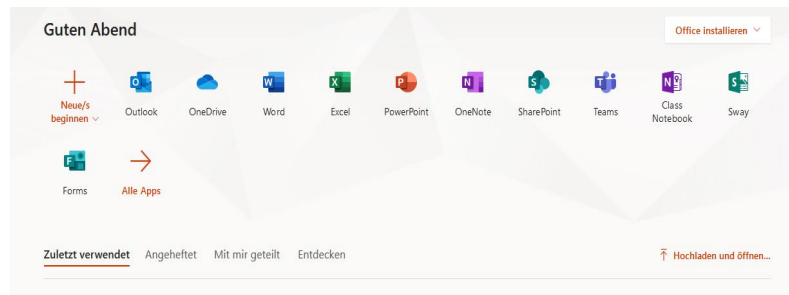 Guten Abend
Office installieren
Neue/s
beginnen
Outlook
OneDrive
Word
Excel
PowerPoint
OneNote
SharePoint
Teams
Class
Notebook
Sway
Forms
Alle Apps
Zuletzt verwendet Angeheftet Mit mir geteilt Entdecken
Hochladen und öffnen...